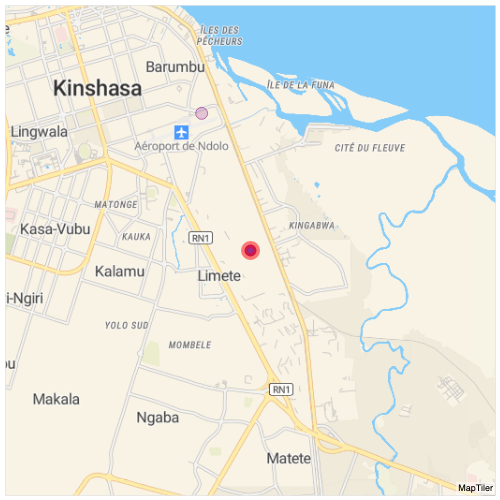 ÎLES DES
PÊCHEURS
Barumbu
ÎLE DE LA FUNA
Kinshasa
Lingwala
Aéroport de Ndolo
CITÉ DU FLEUVE
MATONGE
Kasa-Vubu
KAUKA
RN1
KINGABWA
Kalamu
Limete
ri-Ngiri
YOLO SUD
MOMBELE
Makala
RN1
Ngaba
Matete
MapTiler